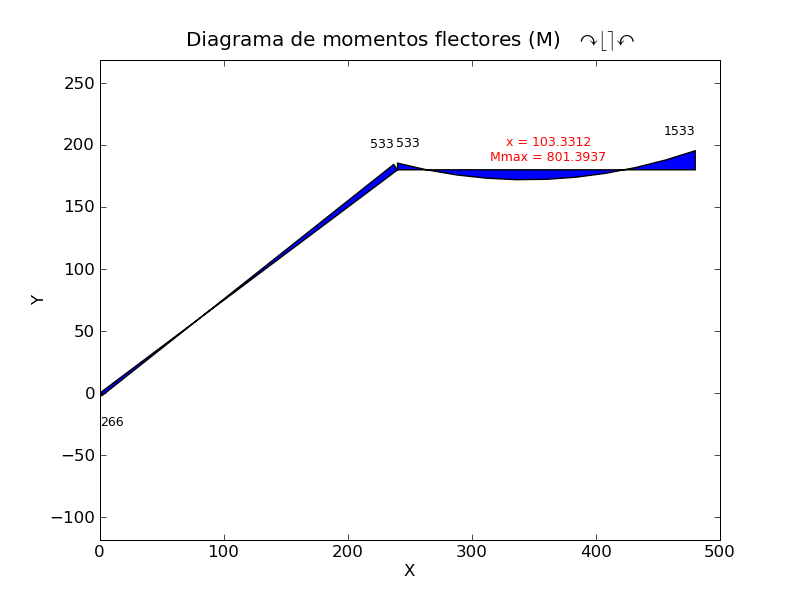 Diagrama de momentos flectores (M) ↷⌊⌉↶
250
200
150
100
50
0
−50
−100
Y
533 533
x = 103.3312
Mmax = 801.3937
1533
266
0 100 200 300 400 500
X